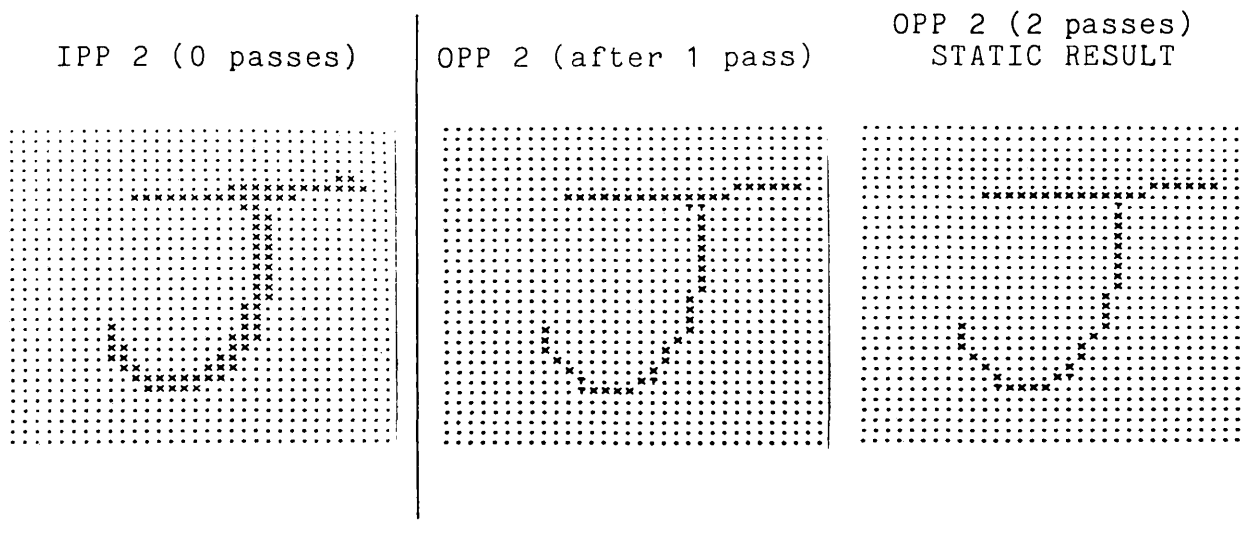 IPP 2 (0 passes)
OPP 2 (after 1 pass)
OPP 2 (2 passes)
STATIC RESULT